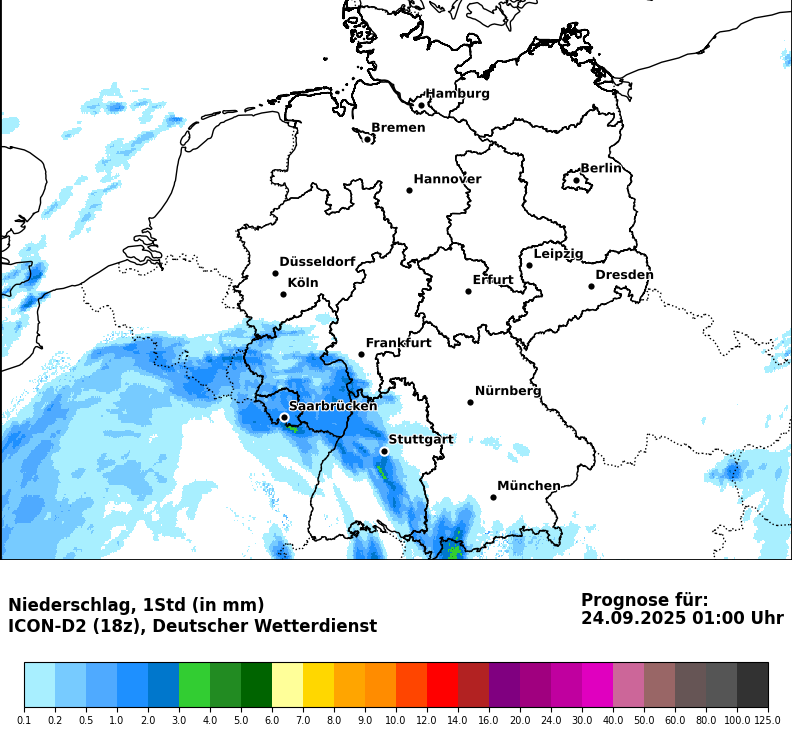 Hamburg
Bremen
Berlin
Hannover
Leipzig
Düsseldorf
Dresden
Köln
Erfurt
Frankfurt
Nürnberg
Saarbrücken
Stuttgart
München
Niederschlag, 1Std (in mm)
ICON-D2 (18z), Deutscher Wetterdienst
Prognose für:
24.09.2025 01:00 Uhr
0.1 0.2 0.5 1.0 2.0 3.0 4.0 5.0 6.0 7.0 8.0 9.0 10.0 12.0 14.0 16.0 20.0 24.0 30.0 40.0 50.0 60.0 80.0 100.0 125.0